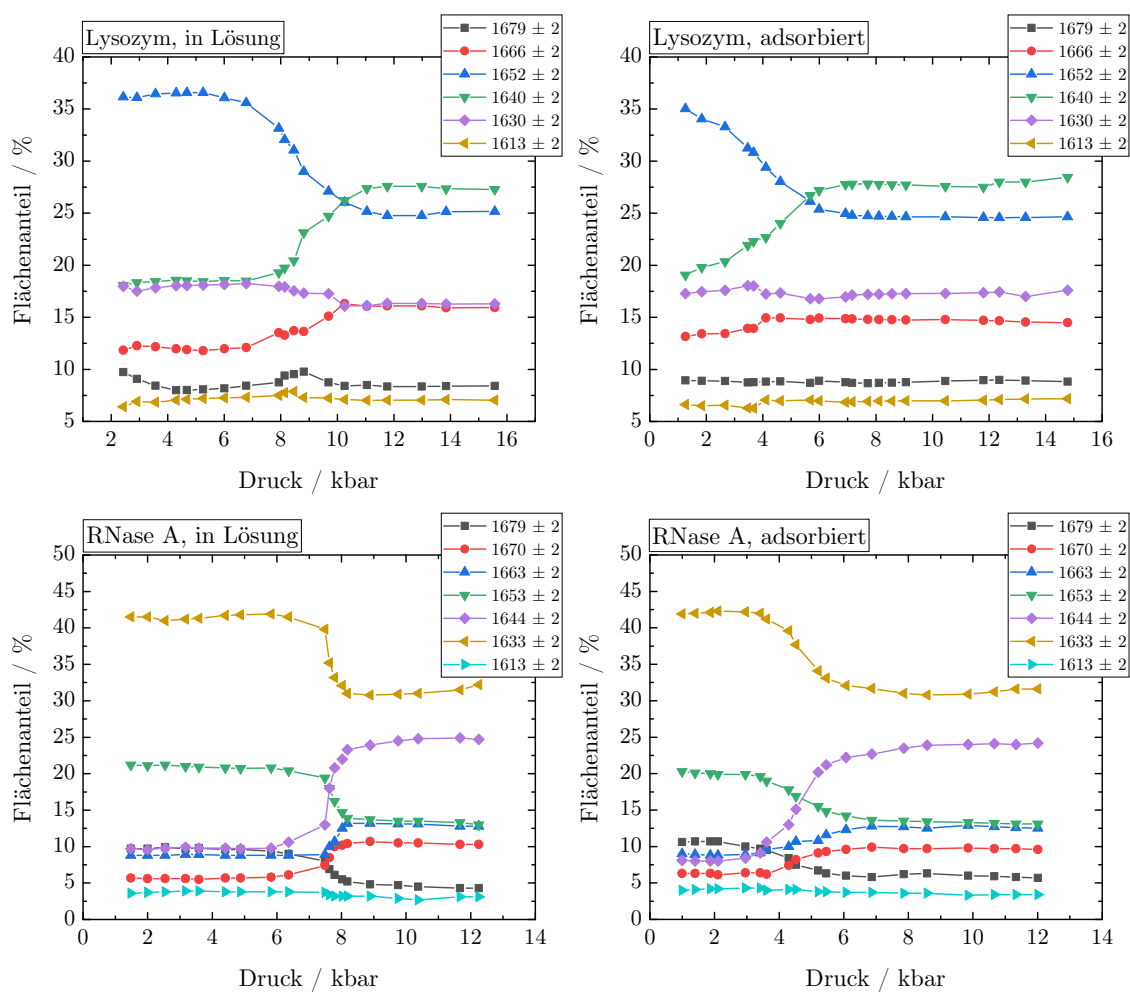 Lysozym, in Lösung
1679 ± 2
1666 ± 2
1652 ± 2
1640 ± 2
1630 ± 2
1613 ± 2
40
35
30
25
20
15
10
5
Flächenanteil / %
2 4 6 8 10 12 14 16
Druck / kbar
Lysozym, adsorbiert
1679 ± 2
1666 ± 2
1652 ± 2
1640 ± 2
1630 ± 2
1613 ± 2
40
35
30
25
20
15
10
5
Flächenanteil / %
0 2 4 6 8 10 12 14 16
Druck / kbar
RNase A, in Lösung
1679 ± 2
1670 ± 2
1663 ± 2
1653 ± 2
1644 ± 2
1633 ± 2
1613 ± 2
50
45
40
35
30
25
20
15
10
5
0
Flächenanteil / %
0 2 4 6 8 10 12 14
Druck / kbar
RNase A, adsorbiert
1679 ± 2
1670 ± 2
1663 ± 2
1653 ± 2
1644 ± 2
1633 ± 2
1613 ± 2
50
45
40
35
30
25
20
15
10
5
0
Flächenanteil / %
0 2 4 6 8 10 12 14
Druck / kbar